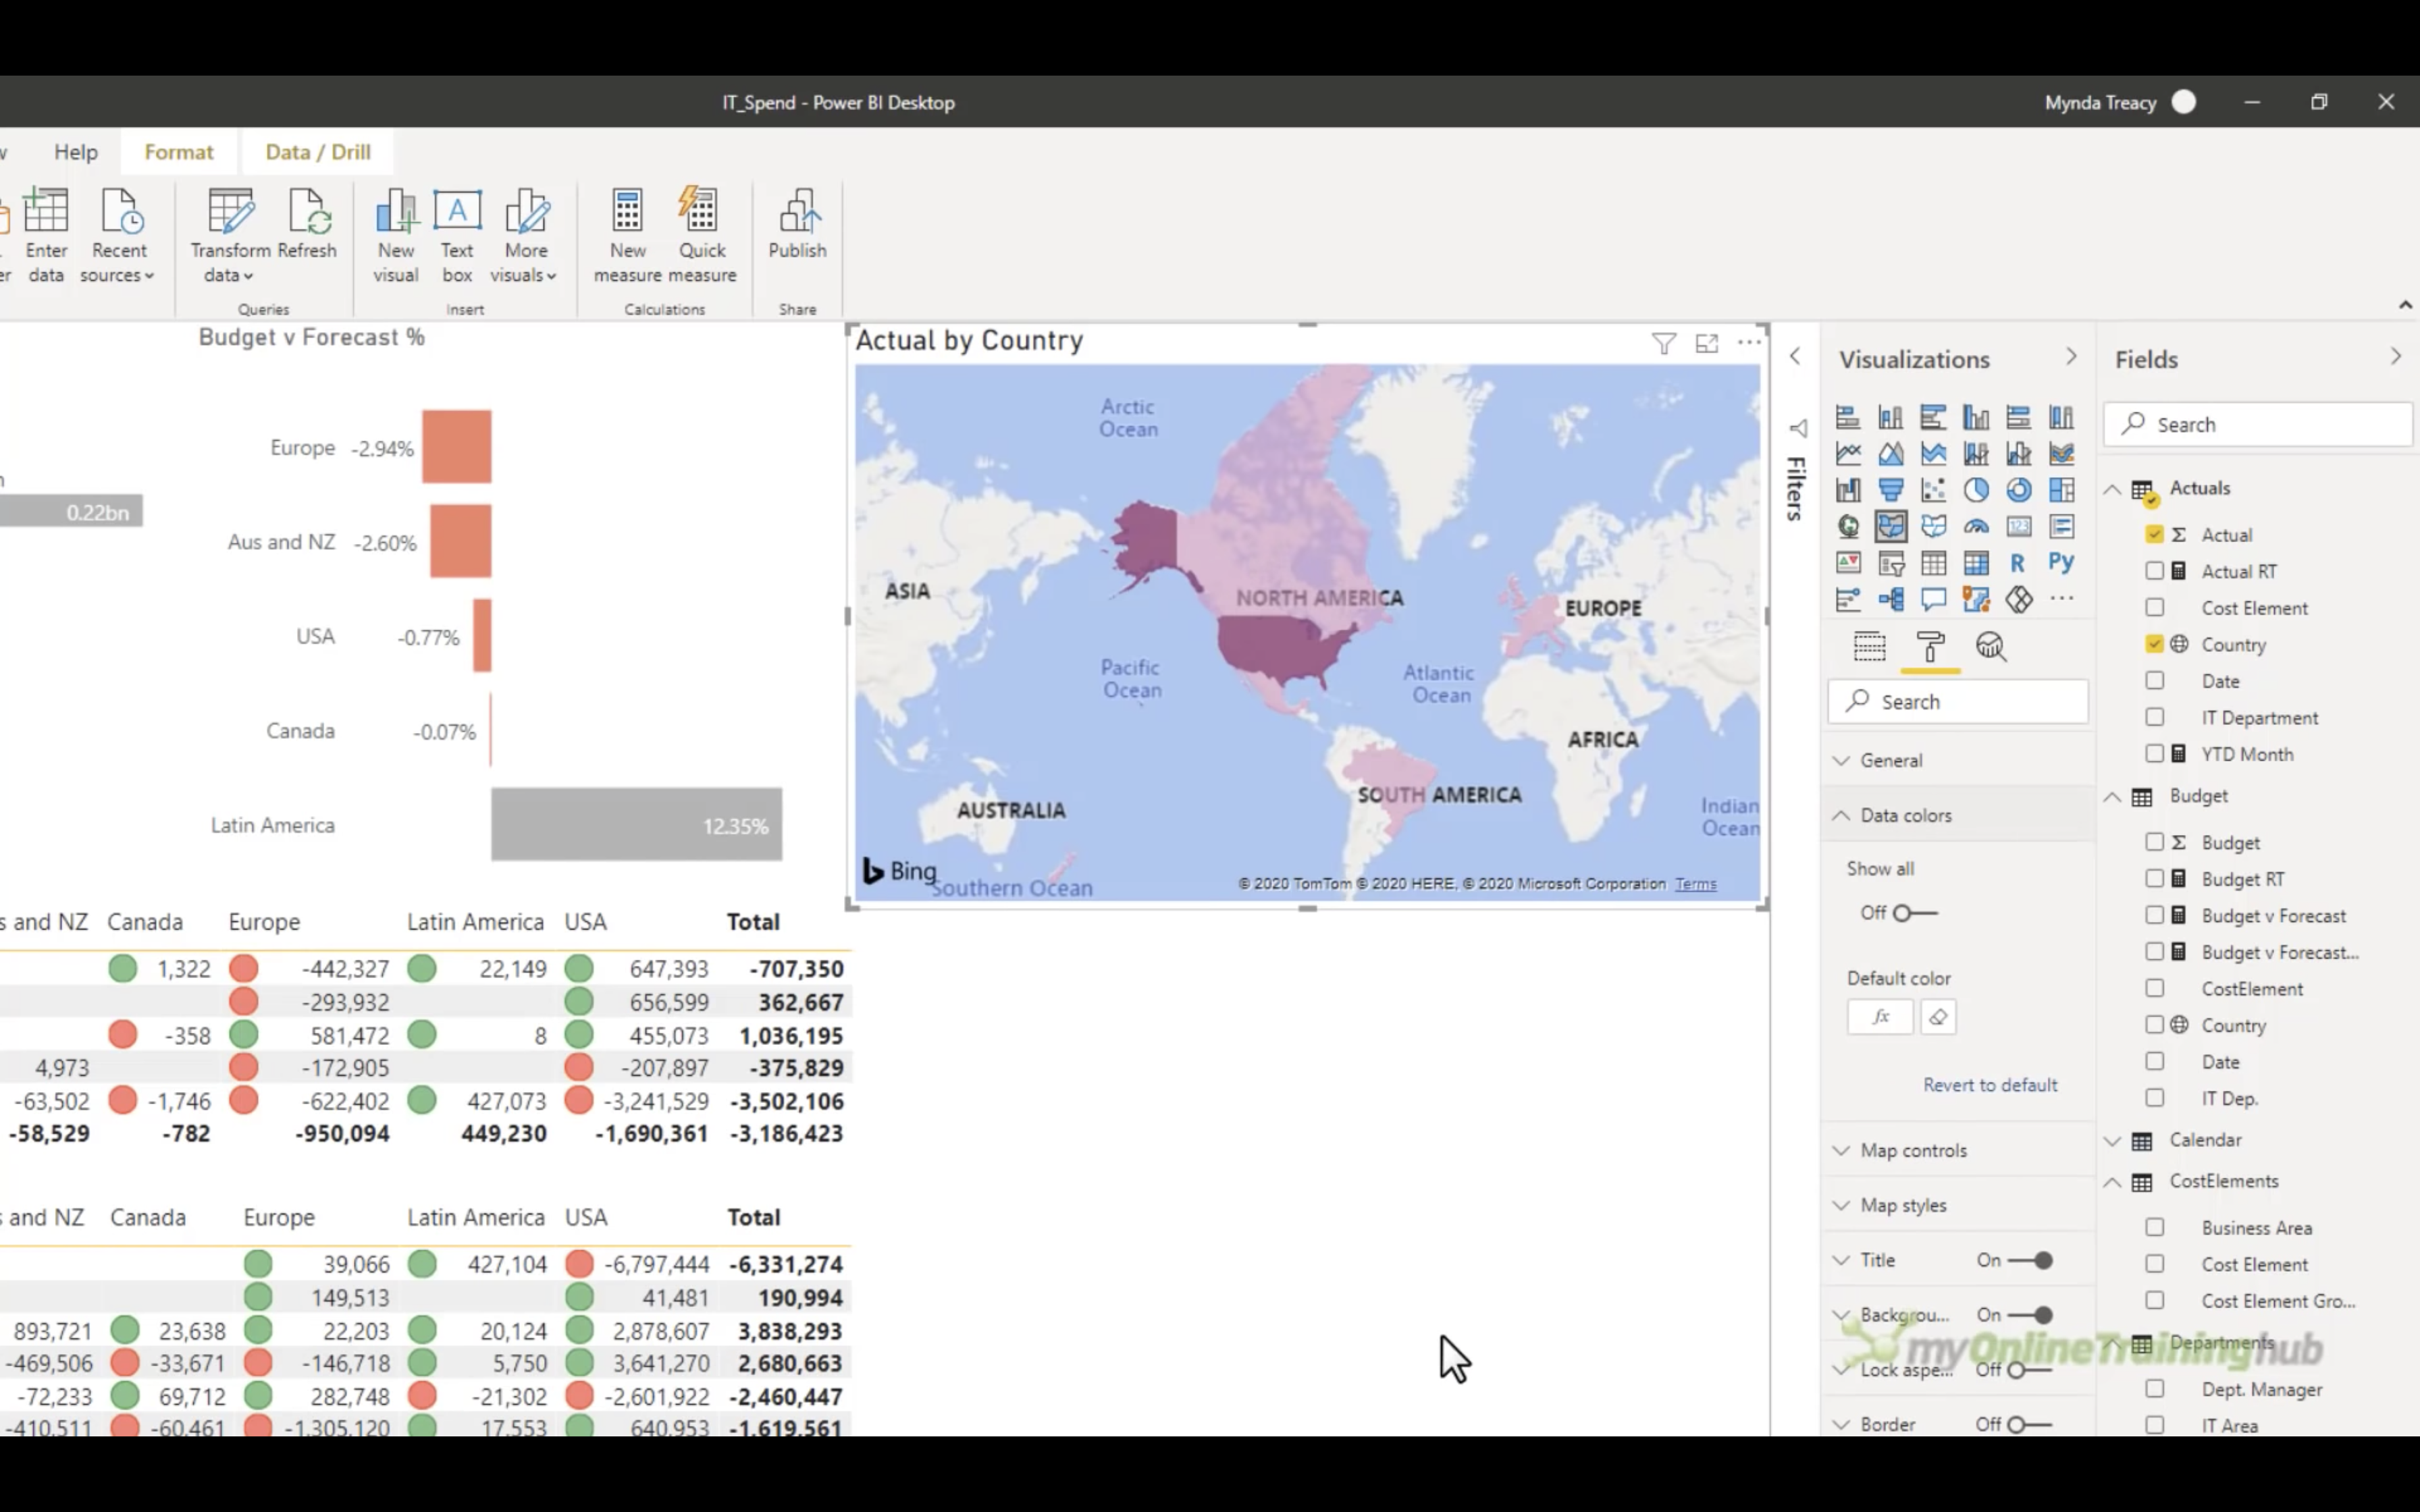 IT_Spend - Power BI Desktop
Mynda Treacy
Help
Format
Data / Drill
Enter data
Recent sources
Transform data
Refresh
New visual
Text box
More visuals
New measure
Quick measure
Publish
Queries
Insert
Calculations
Share
Budget v Forecast %
Europe -2.94%
0.22bn
Aus and NZ -2.60%
USA -0.77%
Canada -0.07%
Latin America 12.35%
Actual by Country
Arctic Ocean
ASIA
NORTH AMERICA
EUROPE
Pacific Ocean
Atlantic Ocean
AFRICA
SOUTH AMERICA
AUSTRALIA
Indian Ocean
Bing
Southern Ocean
© 2020 TomTom © 2020 HERE, © 2020 Microsoft Corporation Terms
and NZ Canada Europe Latin America USA Total
1,322 -442,327 22,149 647,393 -707,350
-293,932 656,599 362,667
-358 581,472 8 455,073 1,036,195
4,973 -172,905 -207,897 -375,829
-63,502 -1,746 -622,402 427,073 -3,241,529 -3,502,106
-58,529 -782 -950,094 449,230 -1,690,361 -3,186,423
and NZ Canada Europe Latin America USA Total
39,066 427,104 -6,797,444 -6,331,274
149,513 41,481 190,994
893,721 23,638 22,203 20,124 2,878,607 3,838,293
-469,506 -33,671 -146,718 5,750 3,641,270 2,680,663
-72,233 69,712 282,748 -21,302 -2,601,922 -2,460,447
-410,511 -60,461 -1,305,120 17,553 640,953 -1,619,561
Filters
Visualizations
R Py
123
Search
General
Data colors
Show all
Off
Default color
fx
Revert to default
Map controls
Map styles
Title On
Backgrou... On
Lock aspe... Off
Border Off
Fields
Search
Actuals
Σ Actual
Actual RT
Cost Element
Country
Date
IT Department
YTD Month
Budget
Σ Budget
Budget RT
Budget v Forecast
Budget v Forecast...
CostElement
Country
Date
IT Dep.
Calendar
CostElements
Business Area
Cost Element
Cost Element Gro...
Departments
myOnlineTraininghub
Dept. Manager
IT Area